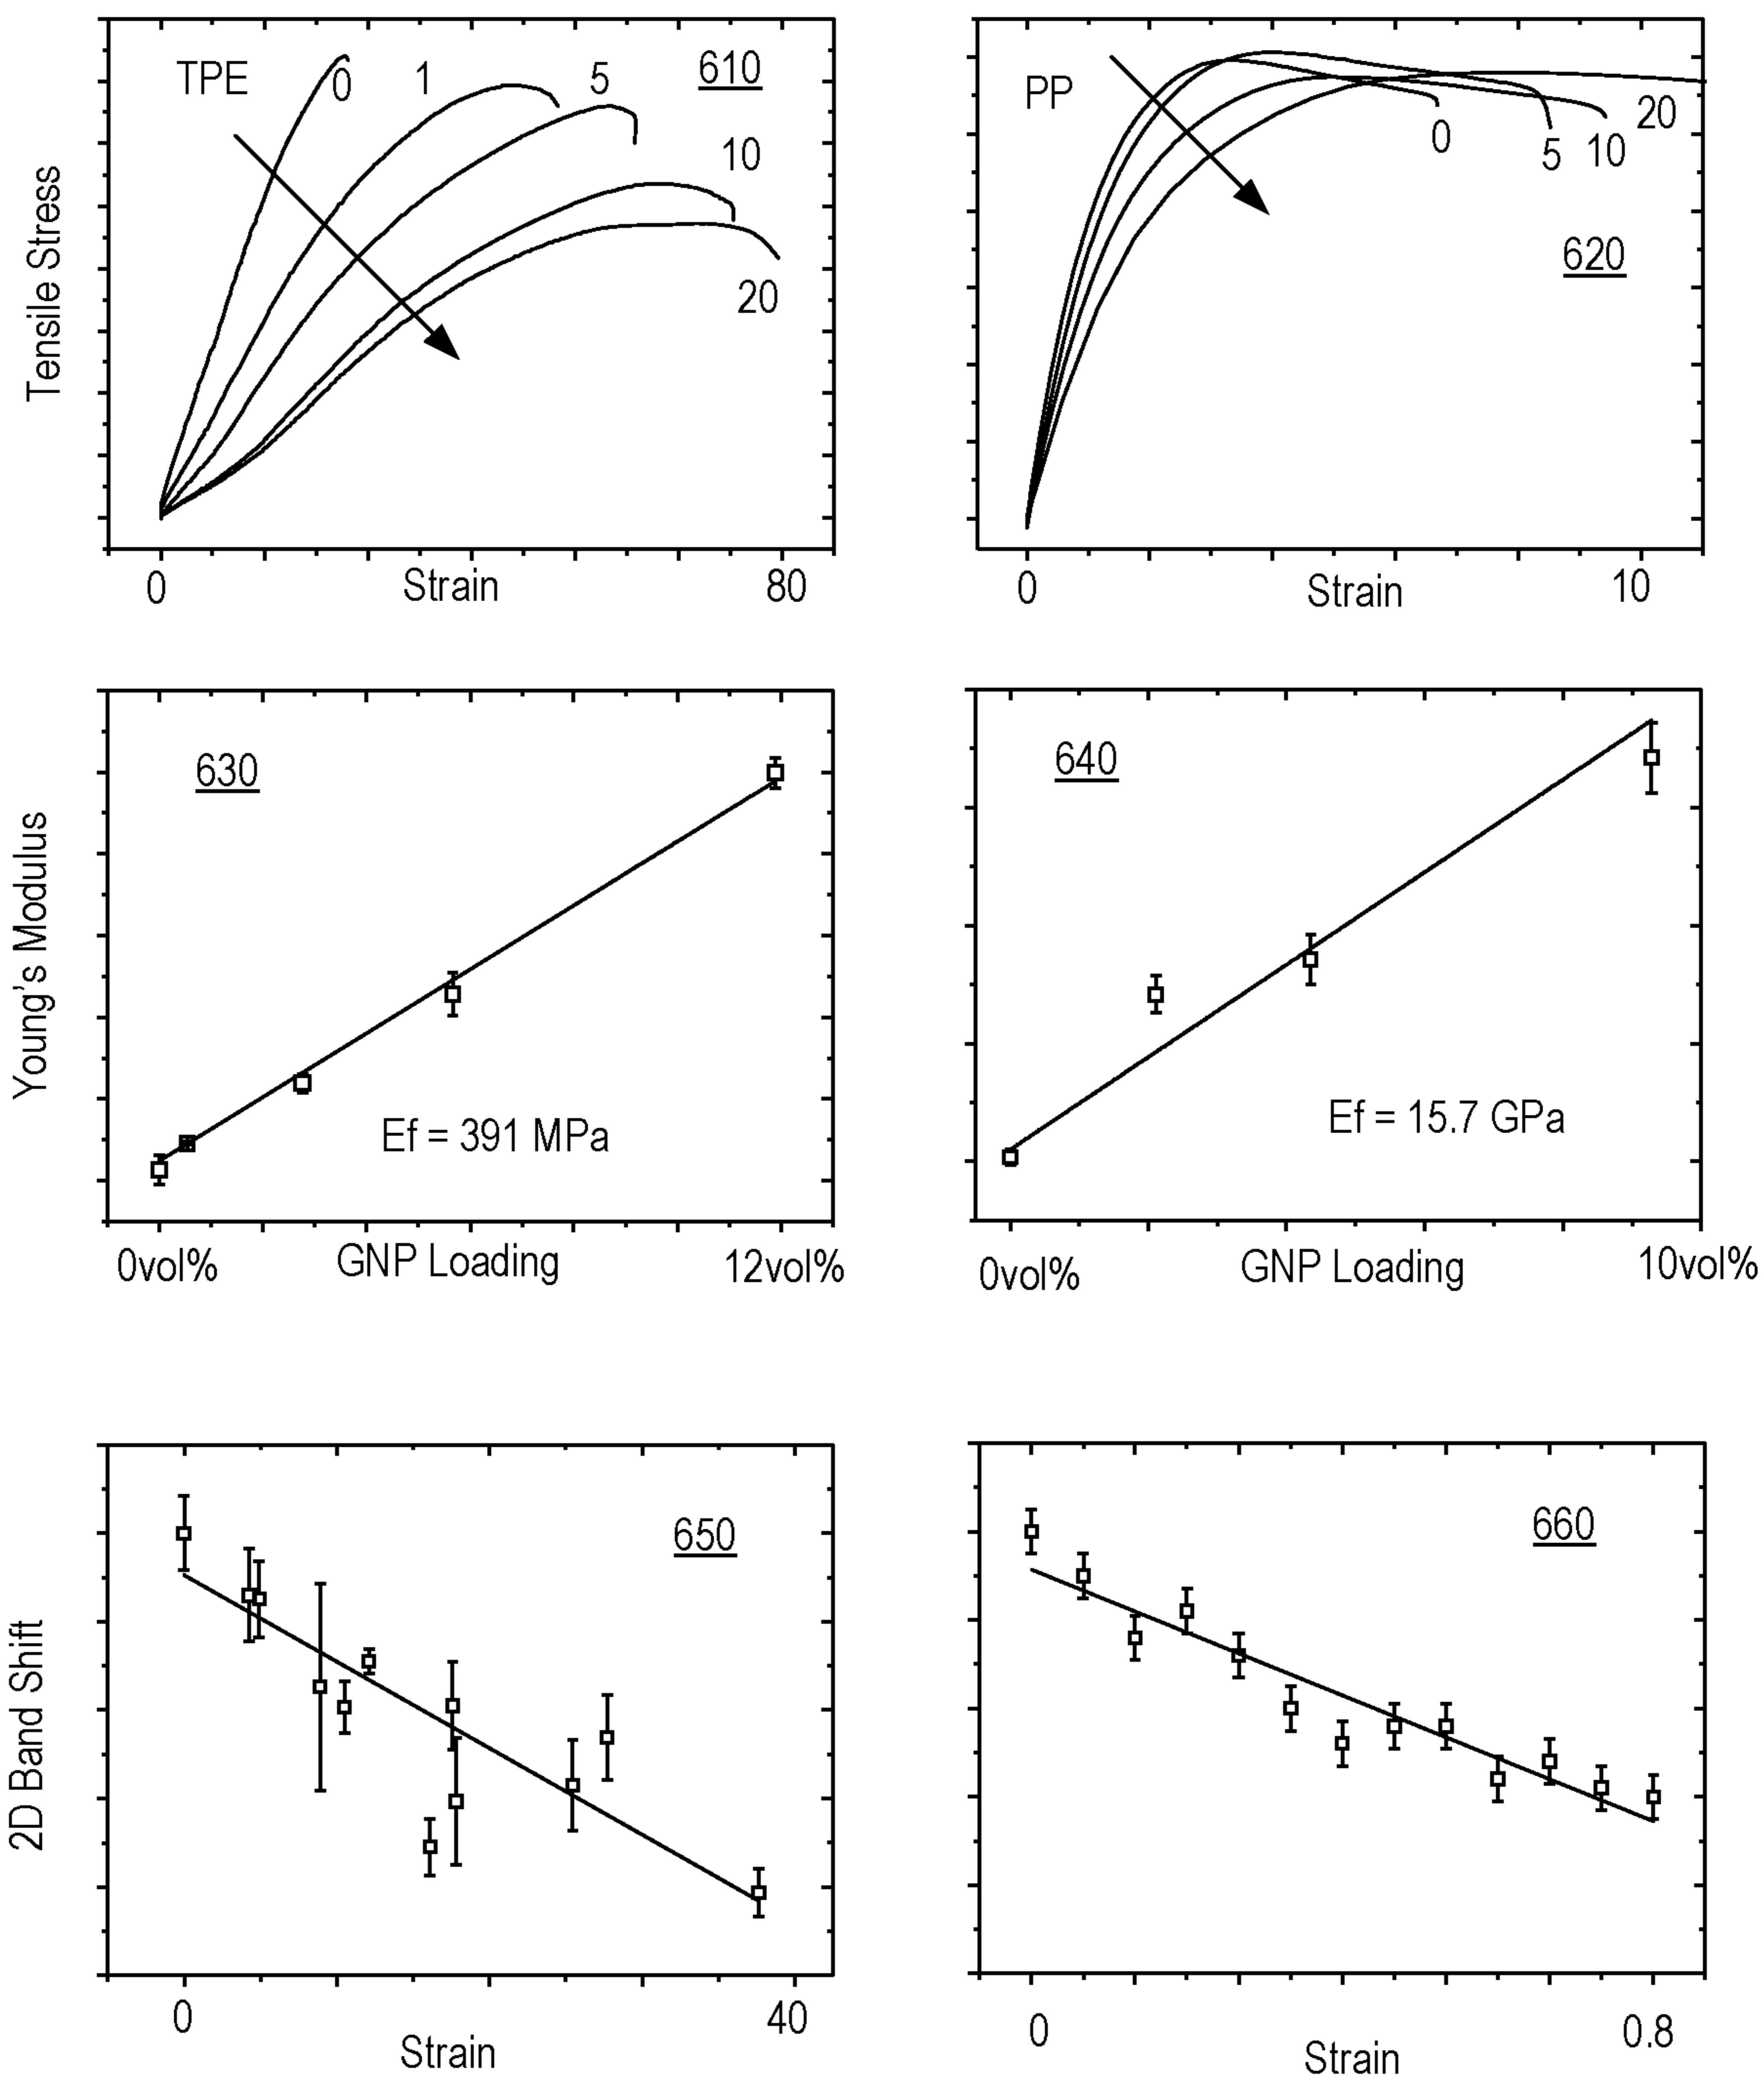 TPE 0 1 5 610
10
20
Tensile Stress
0 Strain 80
PP
0 5 10 20
620
0 Strain 10
630
Young's Modulus
Ef = 391 MPa
0vol% GNP Loading 12vol%
640
Ef = 15.7 GPa
0vol% GNP Loading 10vol%
650
2D Band Shift
0 Strain 40
660
0 Strain 0.8